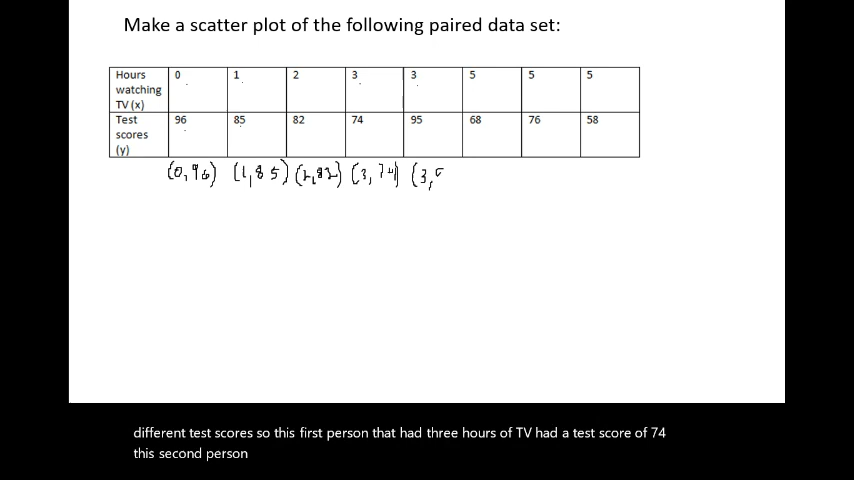 Make a scatter plot of the following paired data set:
Hours watching TV (x) 0 1 2 3 3 5 5 5
Test scores (y) 96 85 82 74 95 68 76 58
(0,96) (1,85) (2,82) (3,74) (3,
different test scores so this first person that had three hours of TV had a test score of 74
this second person